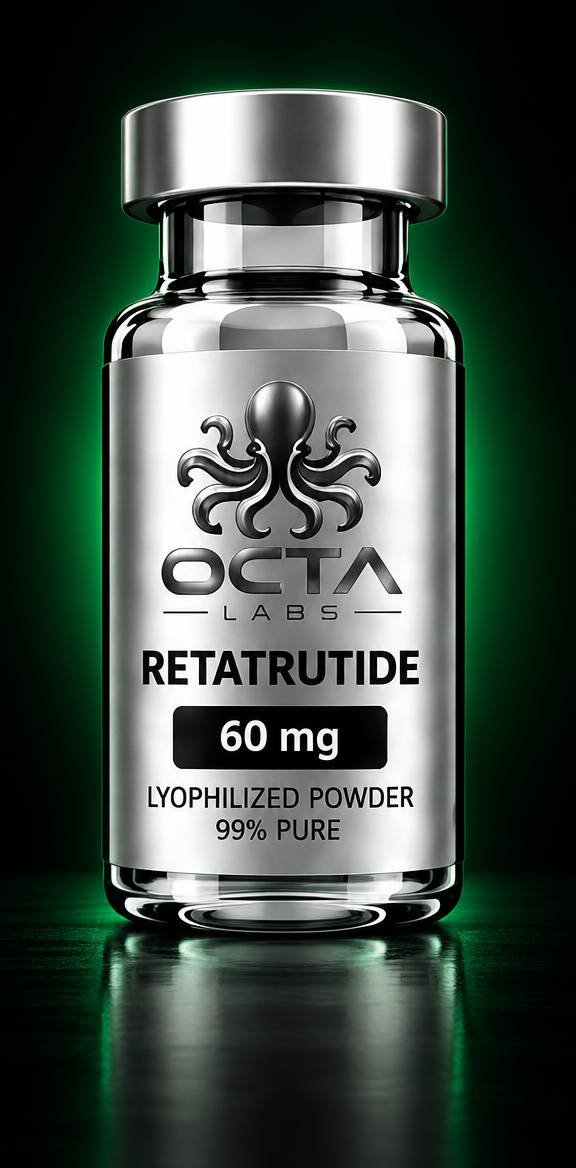 OCTA
LABS
RETATRUTIDE
60 mg
LYOPHILIZED POWDER
99% PURE